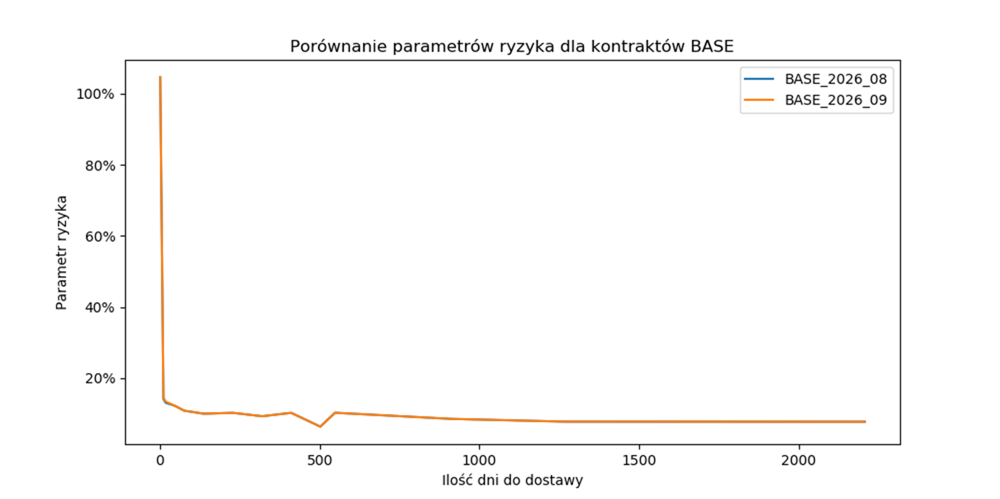 Porównanie parametrów ryzyka dla kontraktów BASE
BASE_2026_08
BASE_2026_09
100%
80%
60%
40%
20%
Parametr ryzyka
0 500 1000 1500 2000
Ilość dni do dostawy